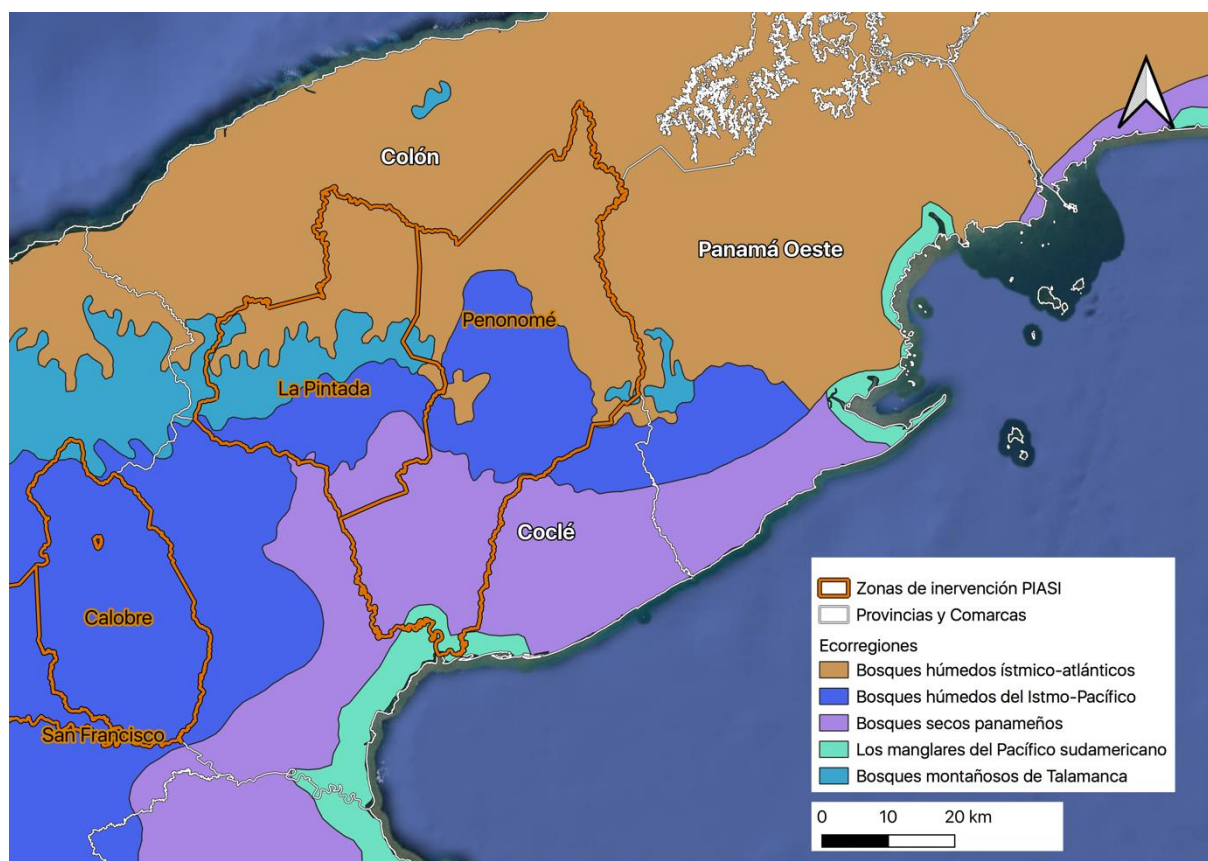 Colón
Panamá Oeste
Penonomé
La Pintada
Coclé
Calobre
San Francisco
Zonas de inervención PIASI
Provincias y Comarcas
Ecorregiones
Bosques húmedos ístmico-atlánticos
Bosques húmedos del Istmo-Pacífico
Bosques secos panameños
Los manglares del Pacífico sudamericano
Bosques montañosos de Talamanca
0 10 20 km